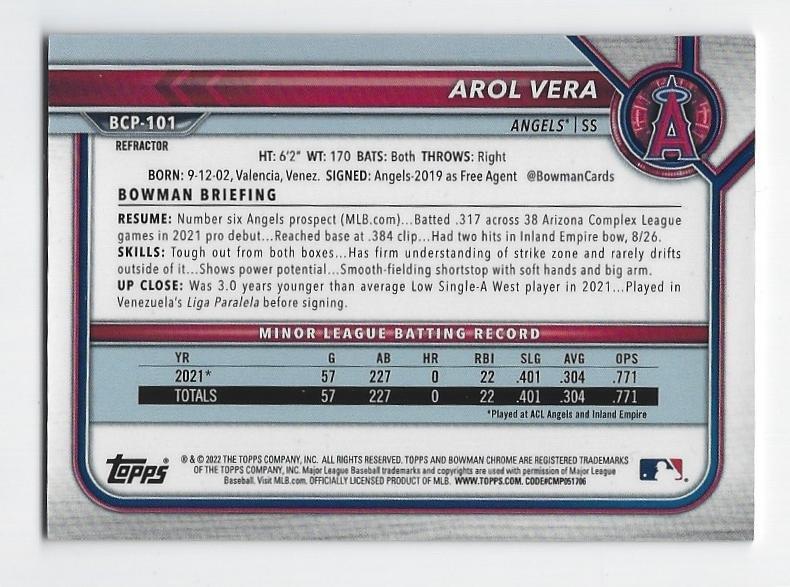 AROL VERA
BCP-101
ANGELS® | SS
A
REFRACTOR
HT: 6'2" WT: 170 BATS: Both THROWS: Right
BORN: 9-12-02, Valencia, Venez. SIGNED: Angels-2019 as Free Agent @BowmanCards
BOWMAN BRIEFING
RESUME: Number six Angels prospect (MLB.com)...Batted .317 across 38 Arizona Complex League
games in 2021 pro debut...Reached base at .384 clip...Had two hits in Inland Empire bow, 8/26.
SKILLS: Tough out from both boxes...Has firm understanding of strike zone and rarely drifts
outside of it...Shows power potential...Smooth-fielding shortstop with soft hands and big arm.
UP CLOSE: Was 3.0 years younger than average Low Single-A West player in 2021...Played in
Venezuela's Liga Paralela before signing.
MINOR LEAGUE BATTING RECORD
YR G AB HR RBI SLG AVG OPS
2021* 57 227 0 22 .401 .304 .771
TOTALS 57 227 0 22 .401 .304 .771
*Played at ACL Angels and Inland Empire
Topps®
® & © 2022 THE TOPPS COMPANY, INC. ALL RIGHTS RESERVED. TOPPS AND BOWMAN CHROME ARE REGISTERED TRADEMARKS
OF THE TOPPS COMPANY, INC. Major League Baseball trademarks and copyrights are used with permission of Major League
Baseball. Visit MLB.com. OFFICIALLY LICENSED PRODUCT OF MLB. WWW.TOPPS.COM. CODE#CMP051706